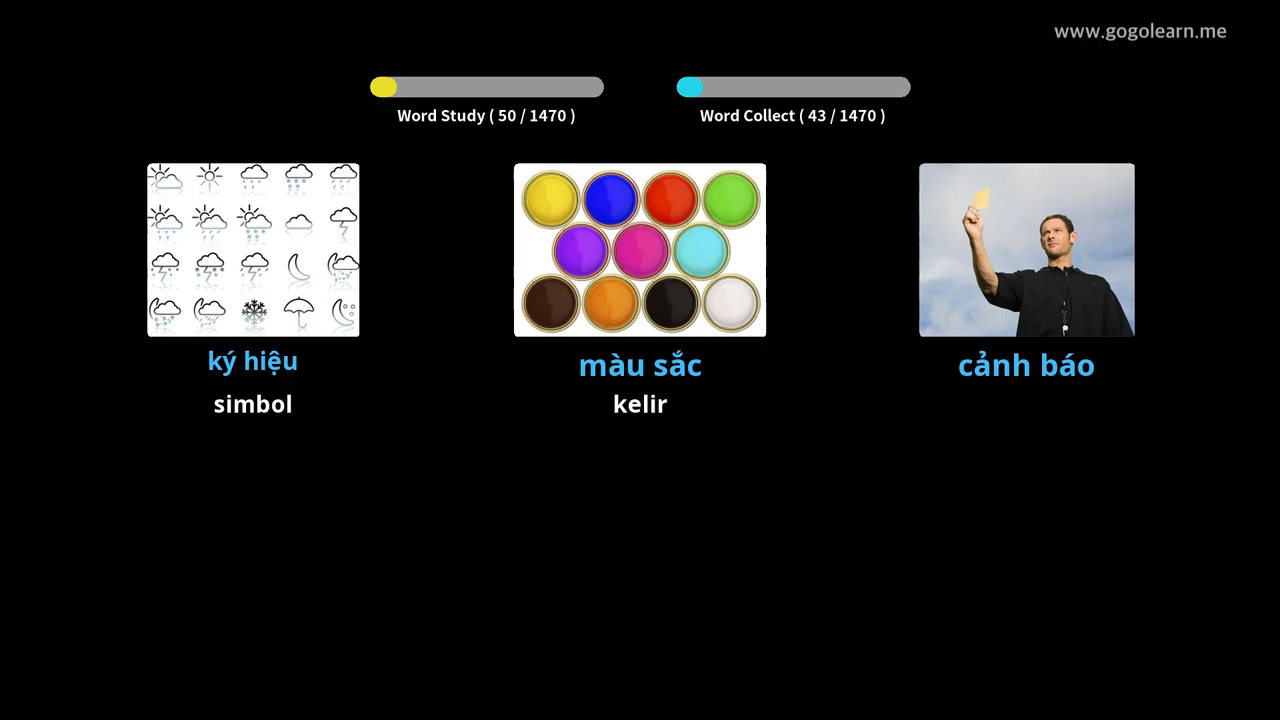 www.gogolearn.me
Word Study ( 50 / 1470 )
Word Collect ( 43 / 1470 )
ký hiệu
màu sắc
cảnh báo
simbol
kelir